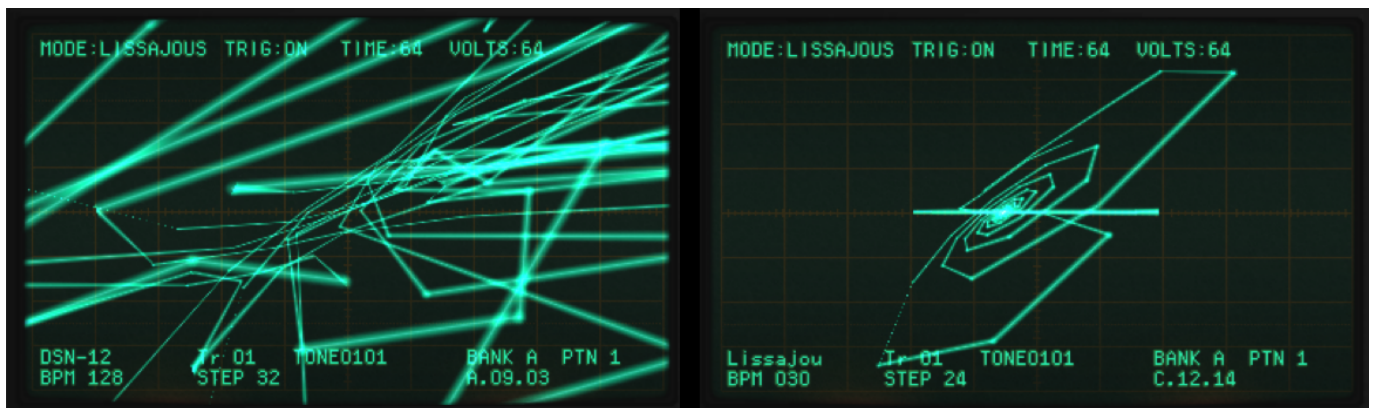 MODE:LISSAJOUS TRIG:ON TIME:64 VOLTS:64
DSN-12 Tr 01 TONE0101 BANK A PTN 1
BPM 128 STEP 32 A.09.03
MODE:LISSAJOUS TRIG:ON TIME:64 VOLTS:64
Lissajou Tr 01 TONE0101 BANK A PTN 1
BPM 030 STEP 24 C.12.14